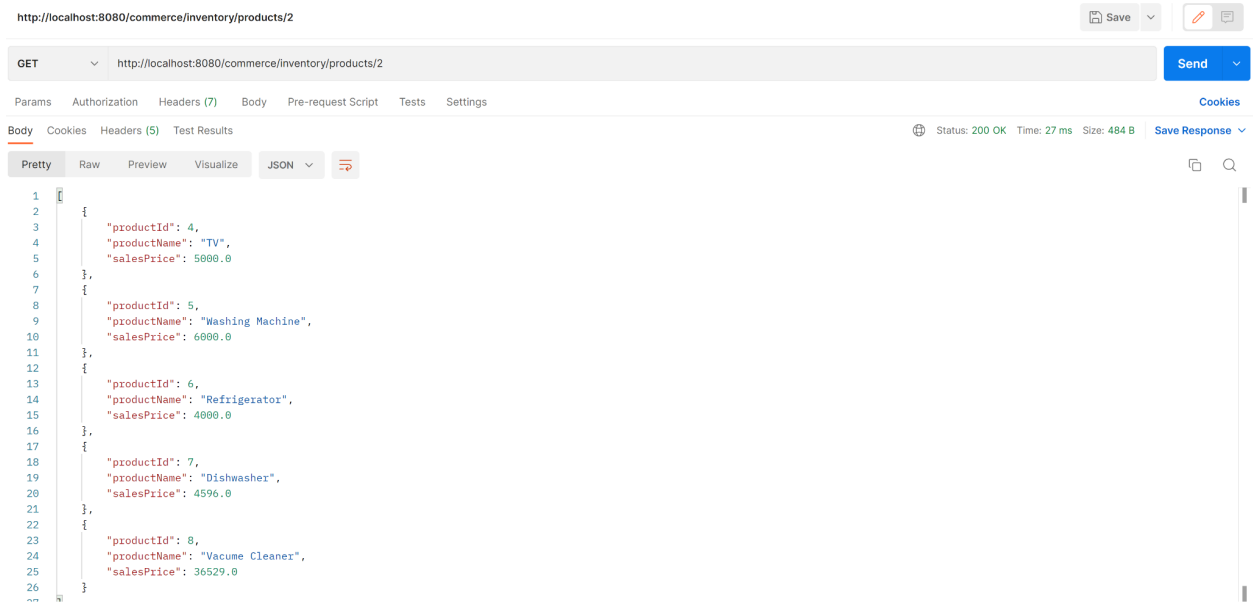 http://localhost:8080/commerce/inventory/products/2
Save
GET http://localhost:8080/commerce/inventory/products/2
Send
Params Authorization Headers (7) Body Pre-request Script Tests Settings
Cookies
Body Cookies Headers (5) Test Results
Status: 200 OK Time: 27 ms Size: 484 B Save Response
Pretty Raw Preview Visualize JSON
1 [
2 {
3 "productId": 4,
4 "productName": "TV",
5 "salesPrice": 5000.0
6 },
7 {
8 "productId": 5,
9 "productName": "Washing Machine",
10 "salesPrice": 6000.0
11 },
12 {
13 "productId": 6,
14 "productName": "Refrigerator",
15 "salesPrice": 4000.0
16 },
17 {
18 "productId": 7,
19 "productName": "Dishwasher",
20 "salesPrice": 4596.0
21 },
22 {
23 "productId": 8,
24 "productName": "Vacume Cleaner",
25 "salesPrice": 36529.0
26 }
27 ]